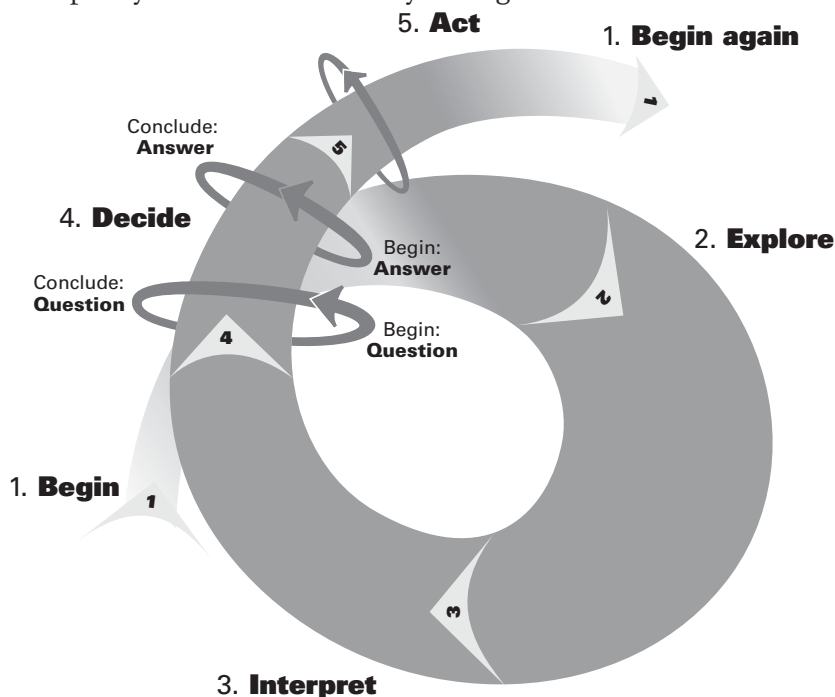 5. Act
1. Begin again
1
Conclude:
Answer
5
4. Decide
2. Explore
Begin:
Answer
2
Conclude:
Question
Begin:
Question
4
1. Begin
1
3
3. Interpret